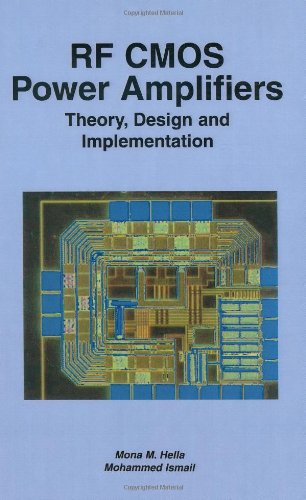 RF CMOS
Power Amplifiers
Theory, Design and
Implementation
Mona M. Hella
Mohammed Ismail